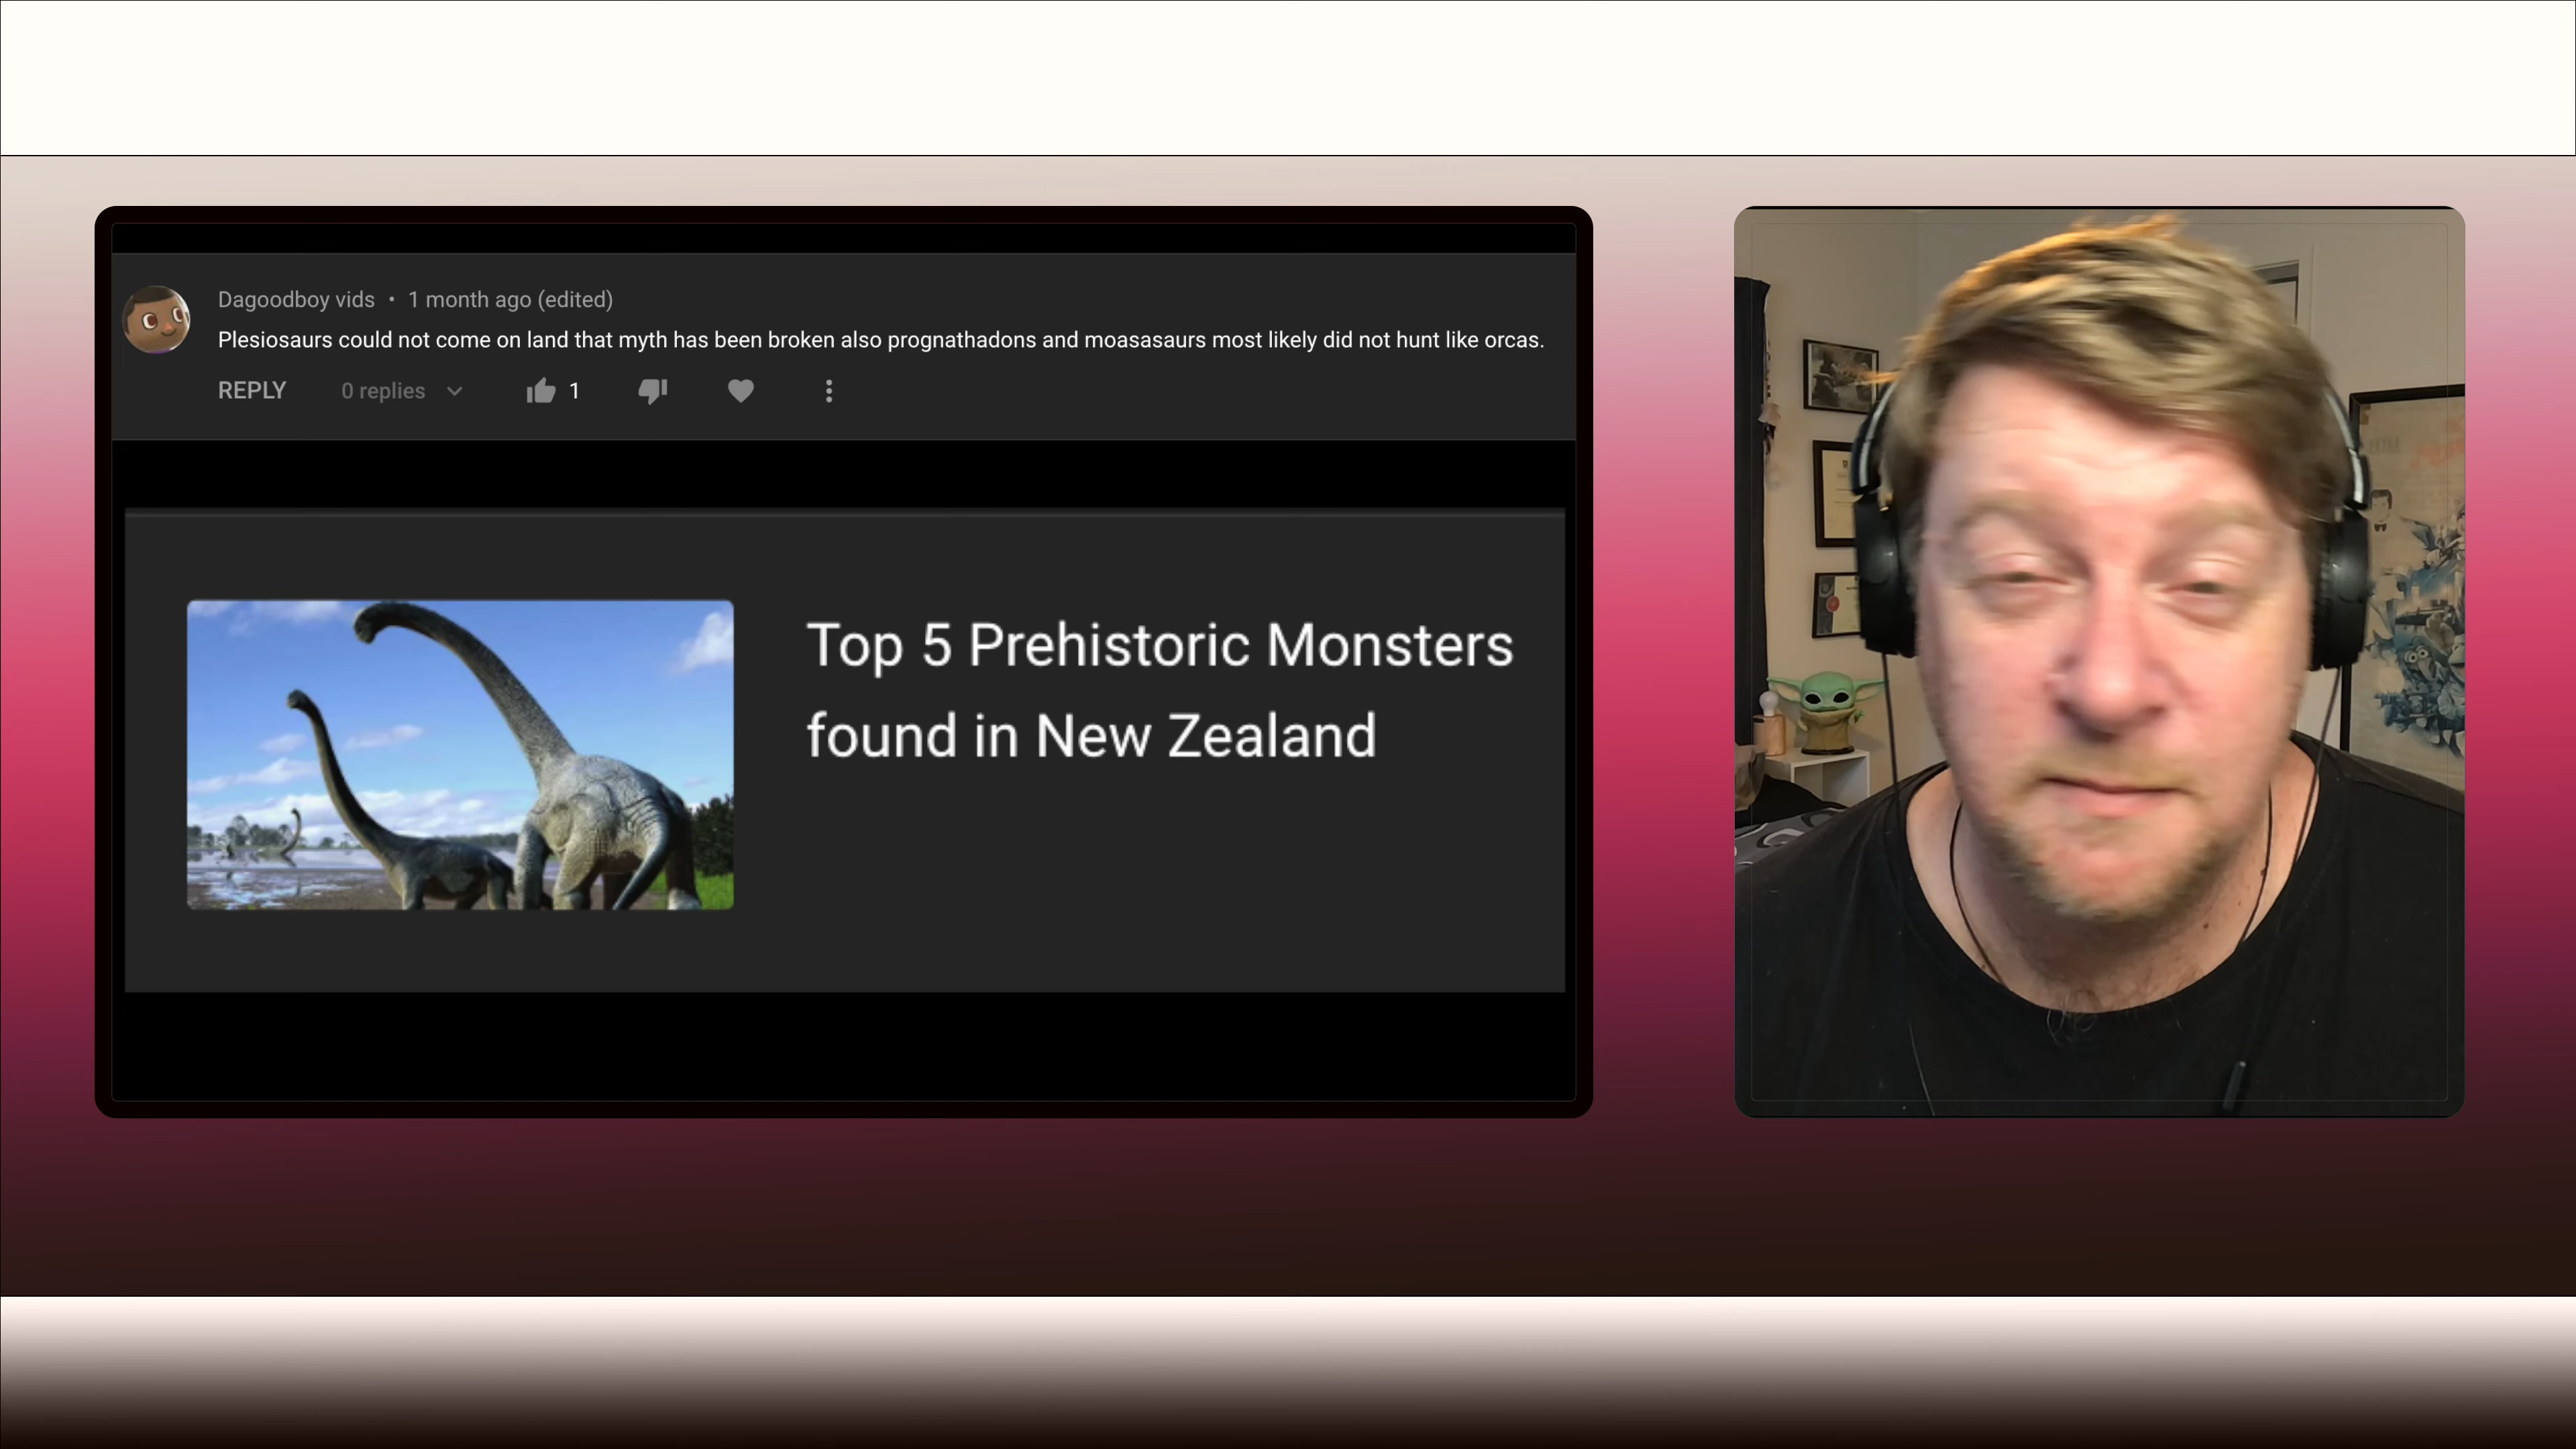 Dagoodboy vids • 1 month ago (edited)
Plesiosaurs could not come on land that myth has been broken also prognathadons and moasasaurs most likely did not hunt like orcas.
REPLY 0 replies 1
Top 5 Prehistoric Monsters
found in New Zealand